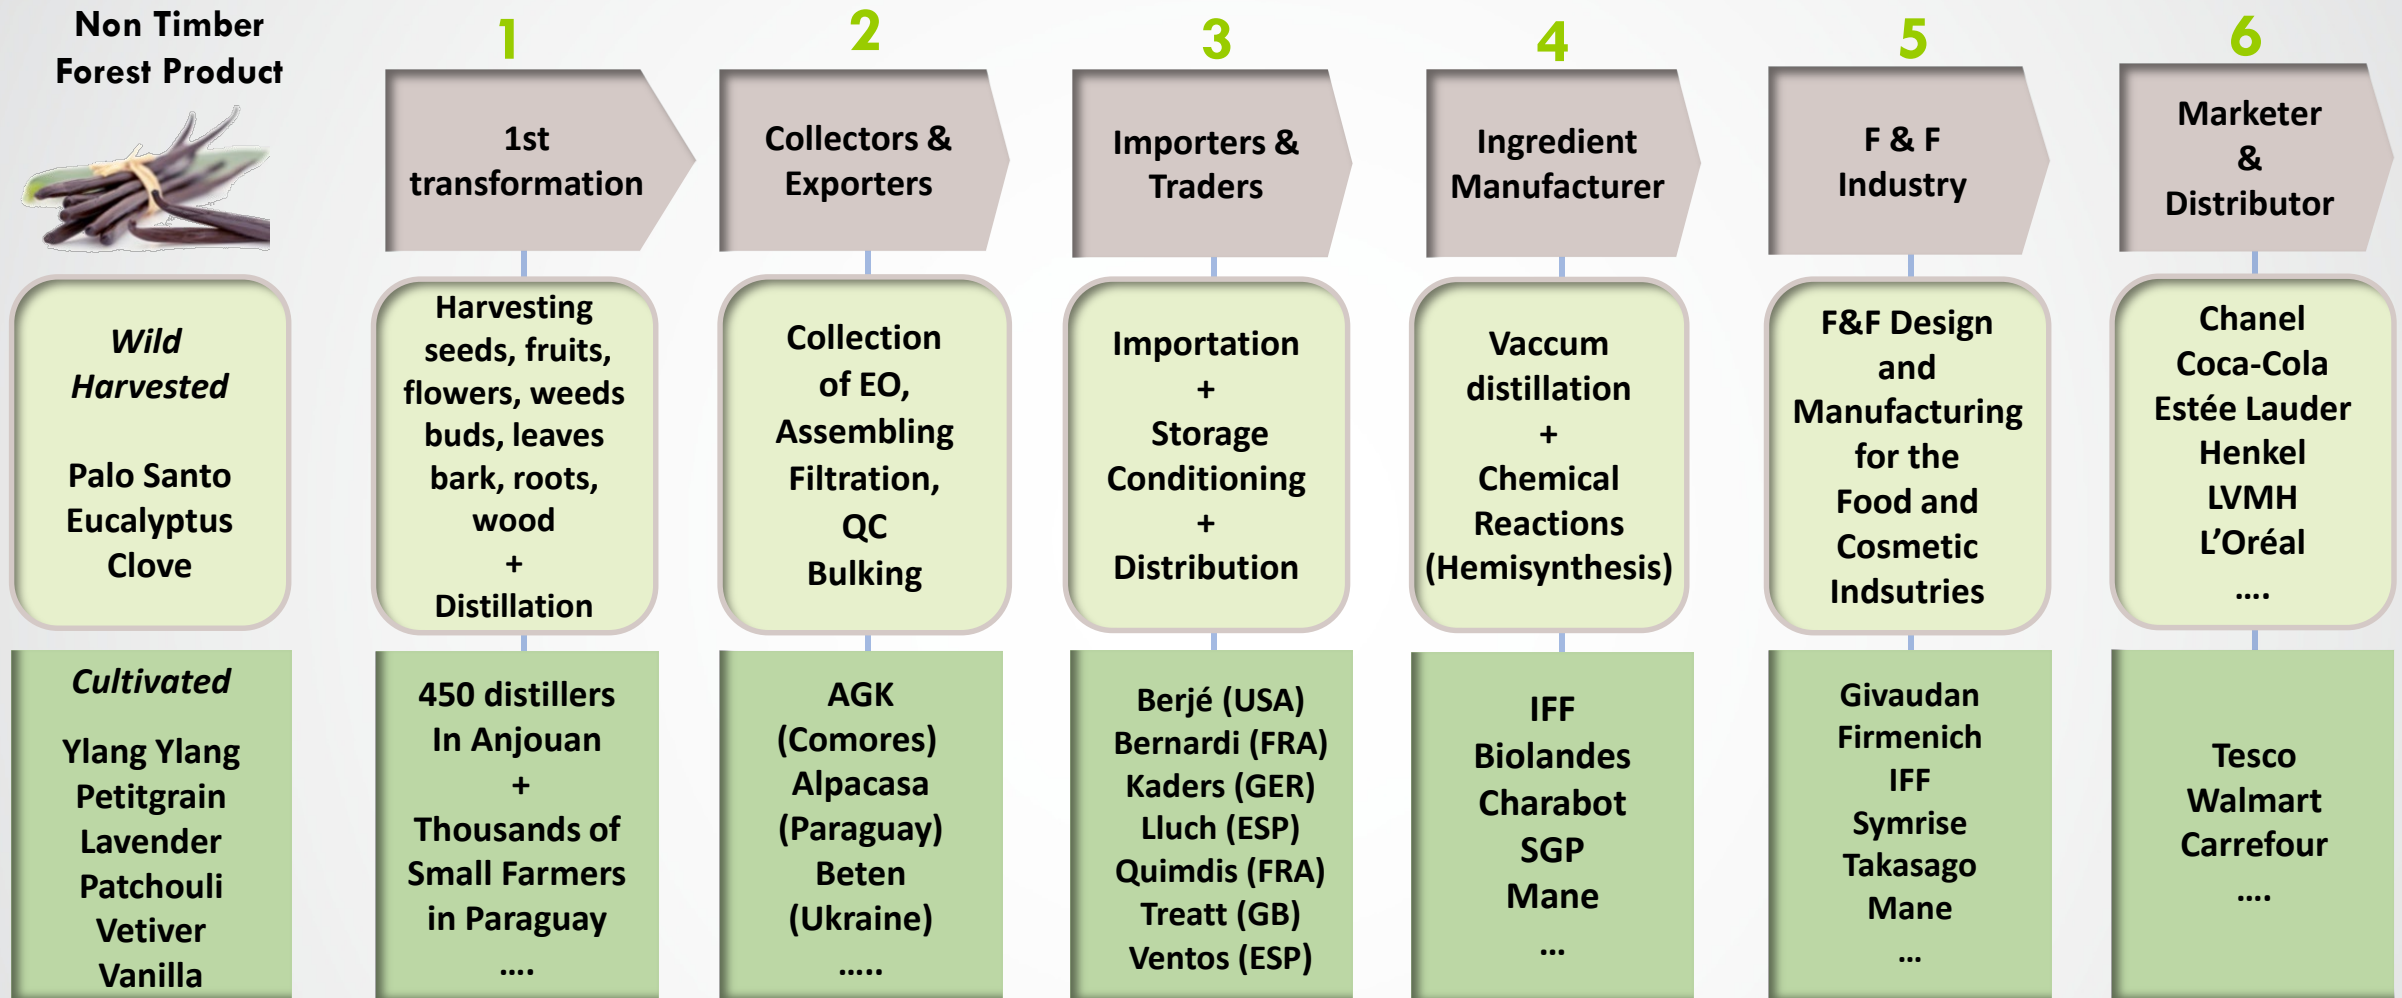 Non Timber
Forest Product
Wild
Harvested
Palo Santo
Eucalyptus
Clove
Cultivated
Ylang Ylang
Petitgrain
Lavender
Patchouli
Vetiver
Vanilla
1
1st
transformation
Harvesting
seeds, fruits,
flowers, weeds
buds, leaves
bark, roots,
wood
+
Distillation
450 distillers
In Anjouan
+
Thousands of
Small Farmers
in Paraguay
....
2
Collectors &
Exporters
Collection
of EO,
Assembling
Filtration,
QC
Bulking
AGK
(Comores)
Alpacasa
(Paraguay)
Beten
(Ukraine)
.....
3
Importers &
Traders
Importation
+
Storage
Conditioning
+
Distribution
Berjé (USA)
Bernardi (FRA)
Kaders (GER)
Lluch (ESP)
Quimdis (FRA)
Treatt (GB)
Ventos (ESP)
4
Ingredient
Manufacturer
Vaccum
distillation
+
Chemical
Reactions
(Hemisynthesis)
IFF
Biolandes
Charabot
SGP
Mane
...
5
F & F
Industry
F&F Design
and
Manufacturing
for the
Food and
Cosmetic
Indsutries
Givaudan
Firmenich
IFF
Symrise
Takasago
Mane
...
6
Marketer
&
Distributor
Chanel
Coca-Cola
Estée Lauder
Henkel
LVMH
L’Oréal
....
Tesco
Walmart
Carrefour
....